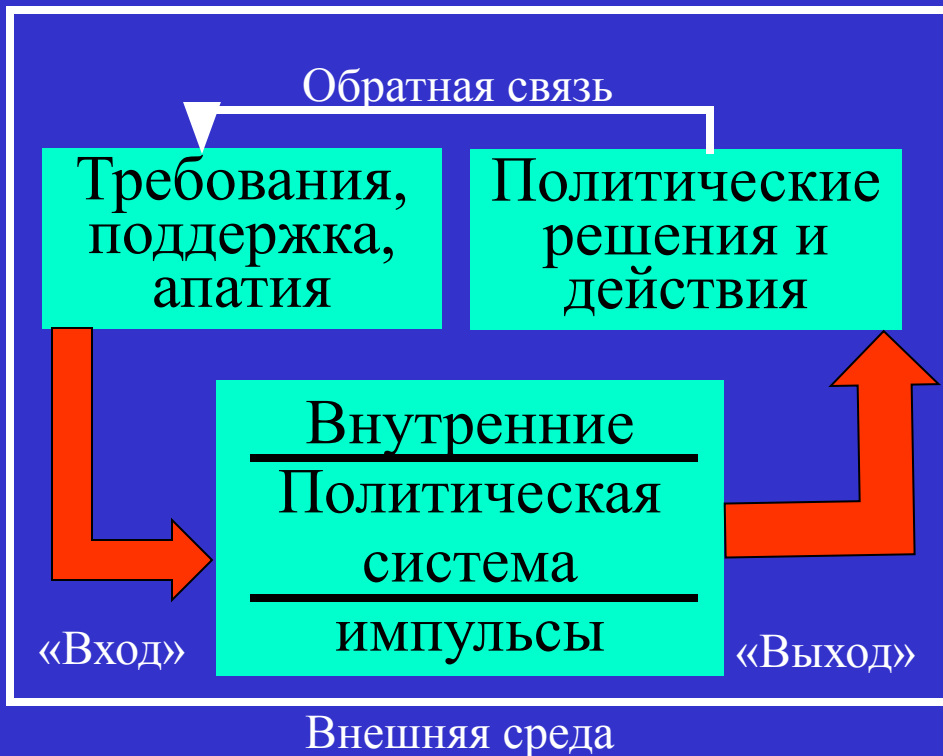 Обратная связь
Требования,
поддержка,
апатия
Политические
решения и
действия
Внутренние
Политическая
система
импульсы
«Вход»
«Выход»
Внешняя среда